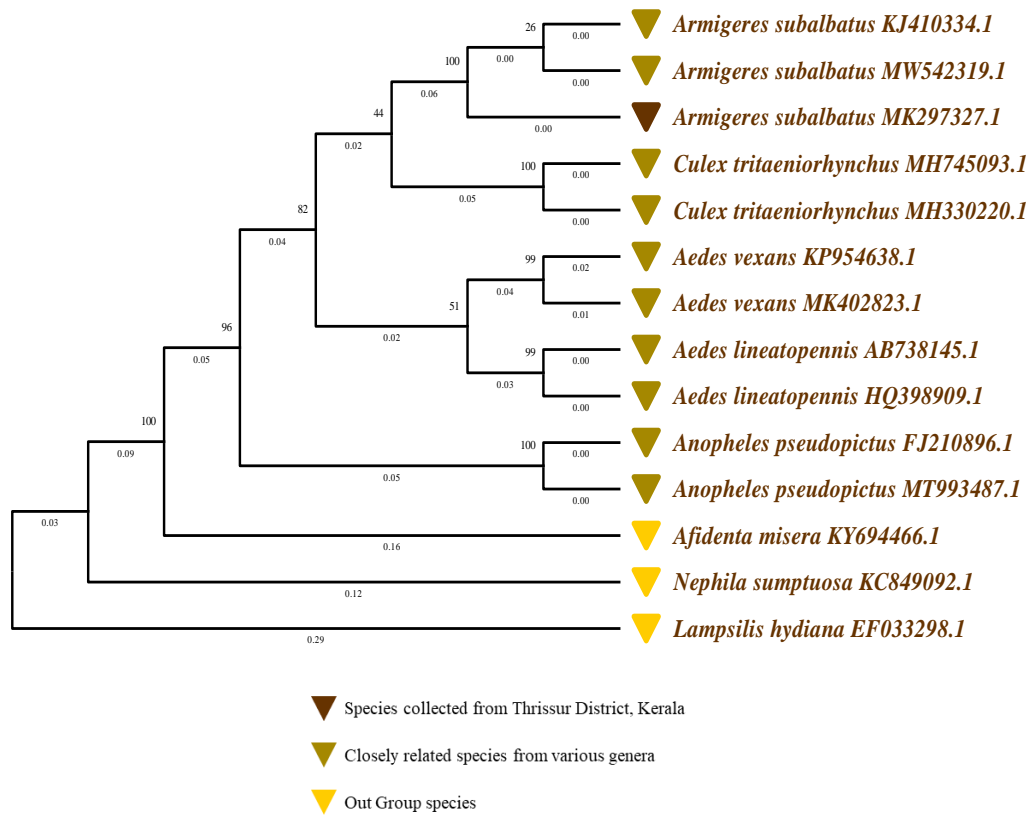 26
0.00
Armigeres subalbatus KJ410334.1
100
0.00
0.00
Armigeres subalbatus MW542319.1
44
0.06
0.00
Armigeres subalbatus MK297327.1
0.02
100
0.00
Culex tritaeniorhynchus MH745093.1
82
0.05
0.00
Culex tritaeniorhynchus MH330220.1
0.04
99
0.02
Aedes vexans KP954638.1
51
0.04
0.01
Aedes vexans MK402823.1
96
0.02
99
0.00
Aedes lineatopennis AB738145.1
0.05
0.03
0.00
Aedes lineatopennis HQ398909.1
100
100
0.00
Anopheles pseudopictus FJ210896.1
0.09
0.05
0.00
Anopheles pseudopictus MT993487.1
0.03
0.16
Afidenta misera KY694466.1
0.12
Nephila sumptuosa KC849092.1
0.29
Lampsilis hydiana EF033298.1
Species collected from Thrissur District, Kerala
Closely related species from various genera
Out Group species